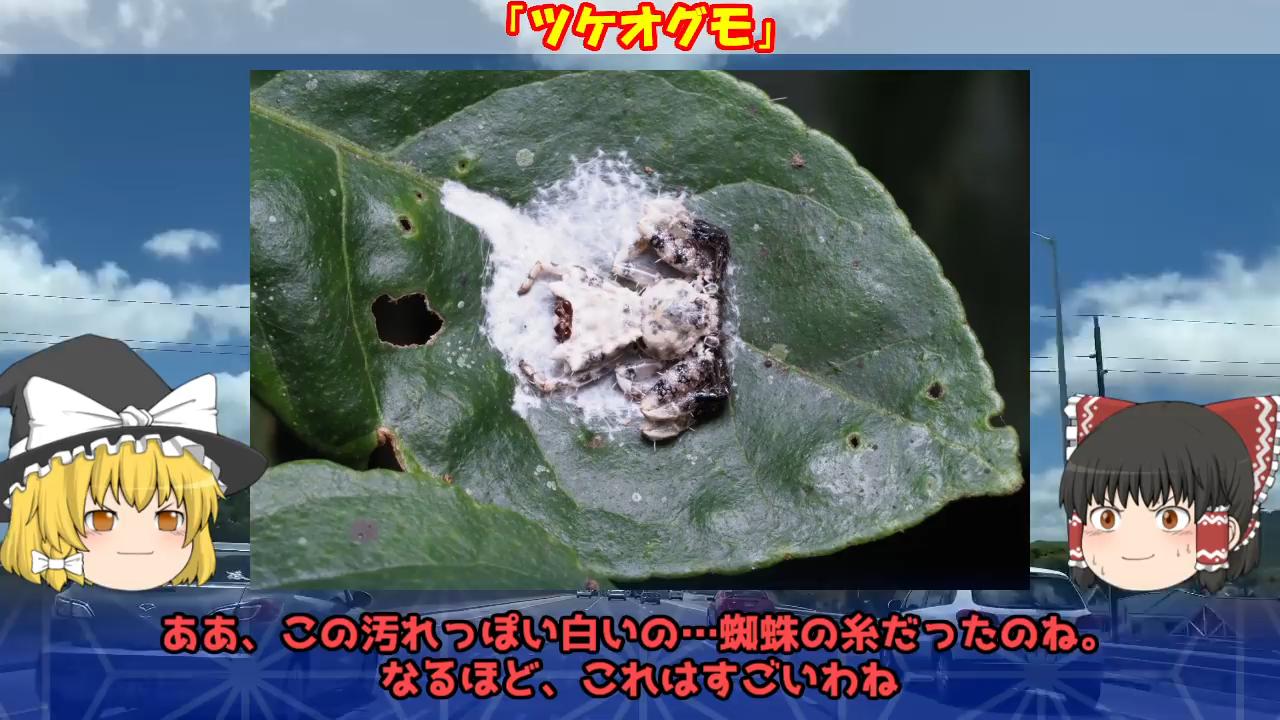 「ツケオグモ」
ああ、この汚れっぽい白いの…蜘蛛の糸だったのね。
なるほど、これはすごいわね